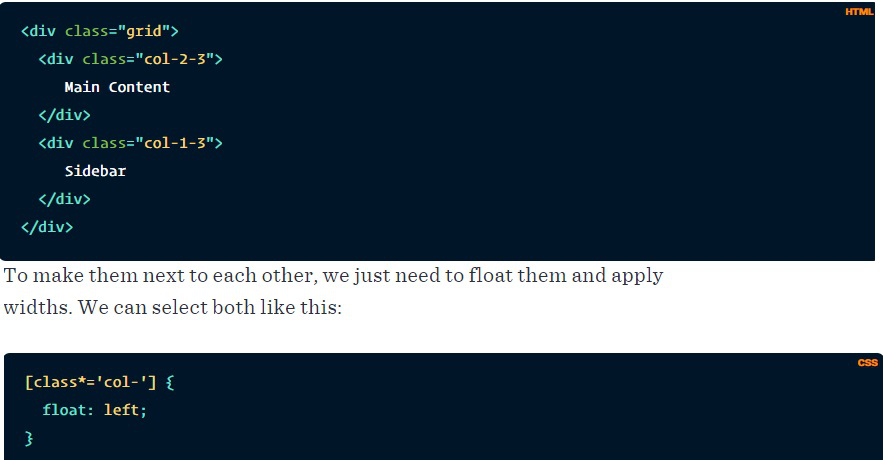 HTML
<div class="grid">
  <div class="col-2-3">
     Main Content
  </div>
  <div class="col-1-3">
     Sidebar
  </div>
</div>
To make them next to each other, we just need to float them and apply
widths. We can select both like this:
CSS
[class*='col-'] {
  float: left;
}